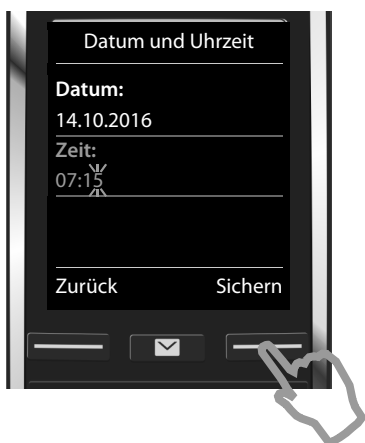 Datum und Uhrzeit
Datum:
14.10.2016
Zeit:
07:15
Zurück Sichern